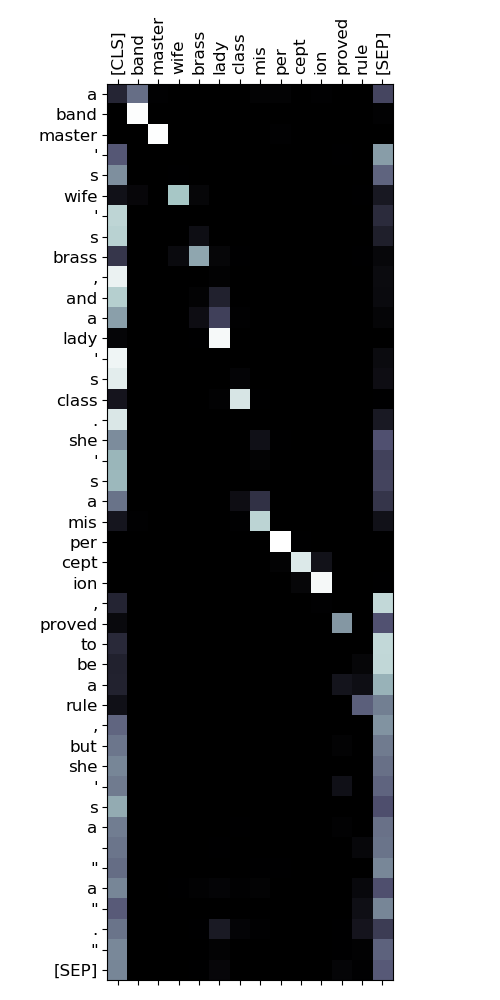 [CLS] band master wife brass lady class mis per cept ion proved rule [SEP]
a
band
master
'
s
wife
'
s
brass
,
and
a
lady
'
s
class
.
she
'
s
a
mis
per
cept
ion
,
proved
to
be
a
rule
,
but
she
'
s
a
"
a
"
.
"
[SEP]